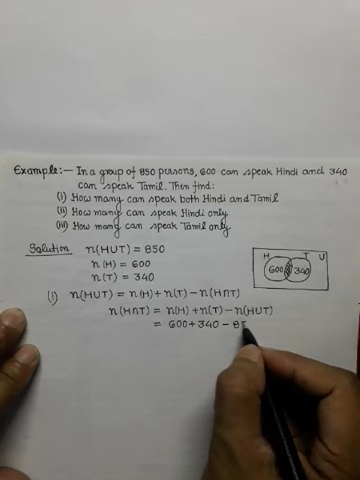 Example:— In a group of 850 persons, 600 can speak Hindi and 340
can speak Tamil. Then find:
(i) How many can speak both Hindi and Tamil
(ii) How many can speak Hindi only
(iii) How many can speak Tamil only
Solution n(HUT) = 850
n(H) = 600
n(T) = 340
H T U
600 340
(i) n(HUT) = n(H) + n(T) − n(H∩T)
n(H∩T) = n(H) + n(T) − n(HUT)
= 600 + 340 − 85